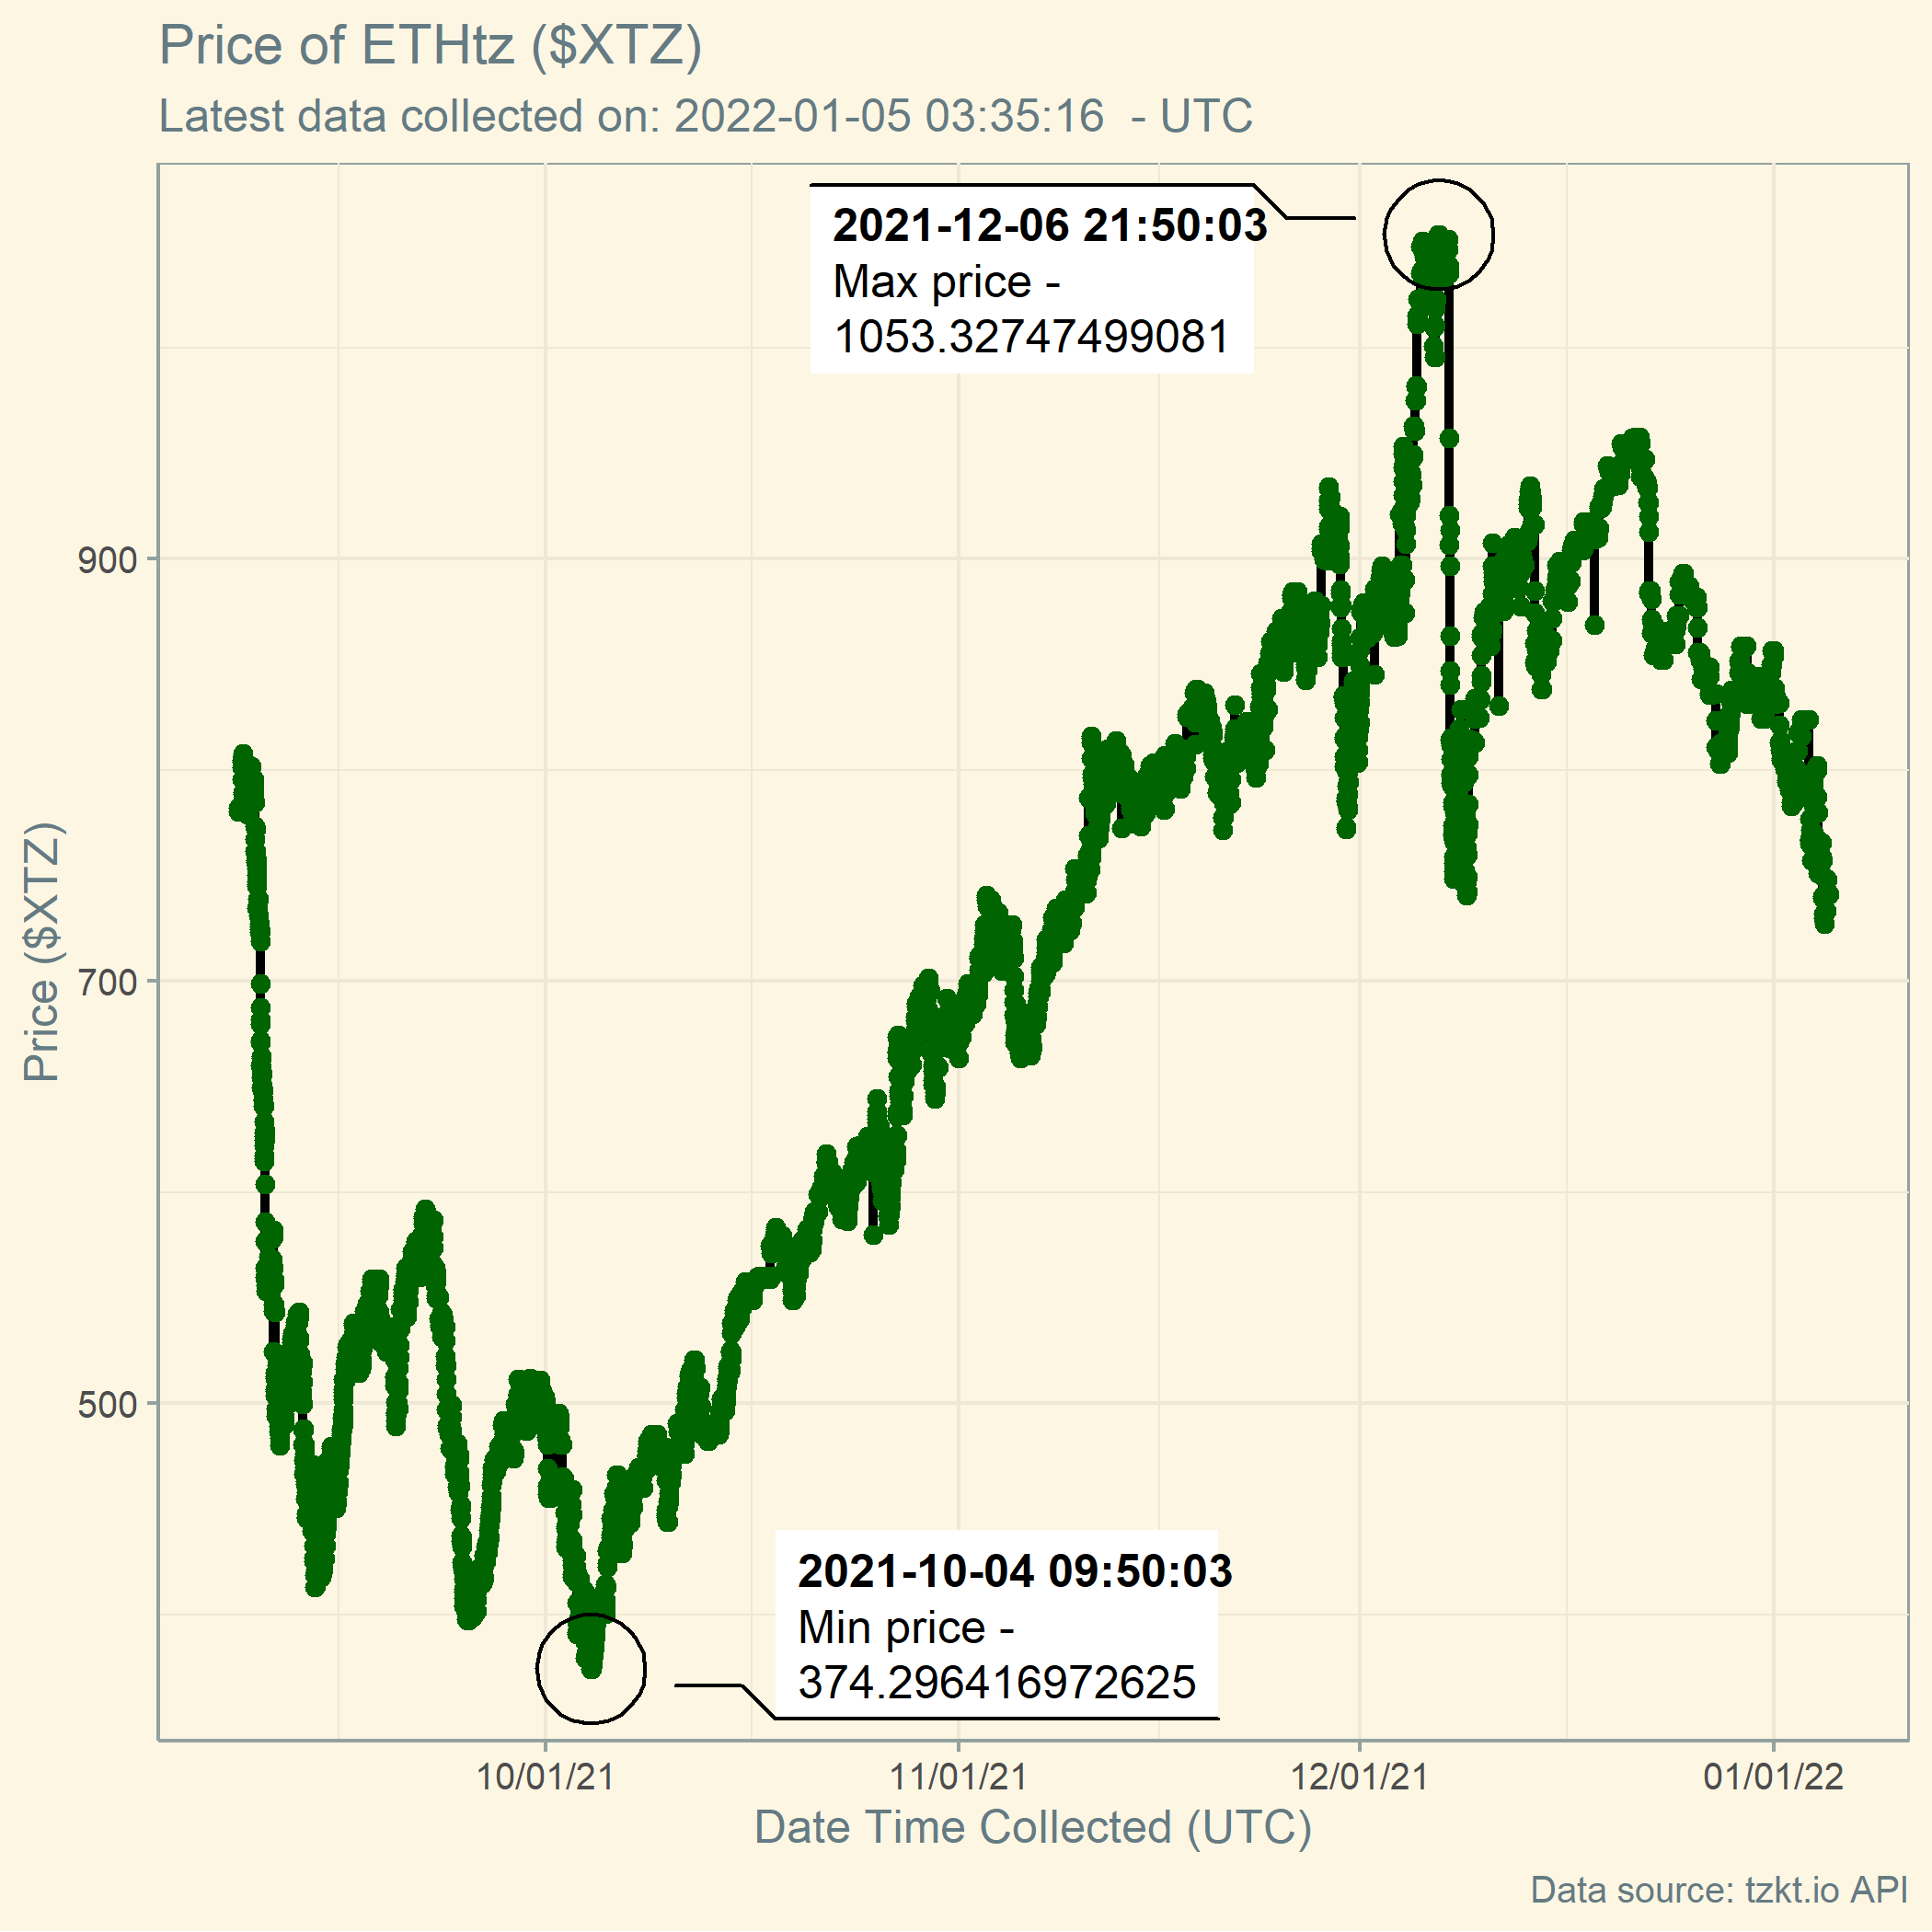 Price of ETHtz ($XTZ)
Latest data collected on: 2022-01-05 03:35:16  - UTC
2021-12-06 21:50:03
Max price -
1053.32747499081
900
700
500
Price ($XTZ)
2021-10-04 09:50:03
Min price -
374.296416972625
10/01/21
11/01/21
12/01/21
01/01/22
Date Time Collected (UTC)
Data source: tzkt.io API